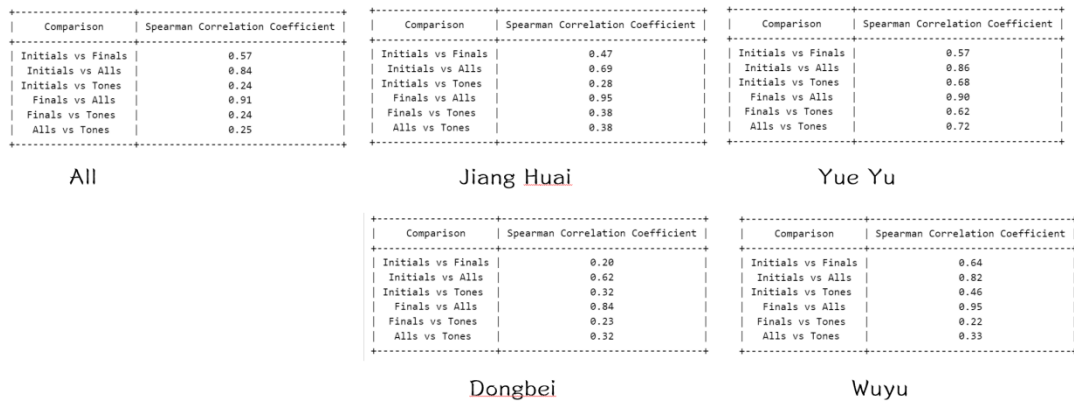 Comparison | Spearman Correlation Coefficient
Initials vs Finals | 0.57
Initials vs Alls | 0.84
Initials vs Tones | 0.24
Finals vs Alls | 0.91
Finals vs Tones | 0.24
Alls vs Tones | 0.25
All
Comparison | Spearman Correlation Coefficient
Initials vs Finals | 0.47
Initials vs Alls | 0.69
Initials vs Tones | 0.28
Finals vs Alls | 0.95
Finals vs Tones | 0.38
Alls vs Tones | 0.38
Jiang Huai
Comparison | Spearman Correlation Coefficient
Initials vs Finals | 0.57
Initials vs Alls | 0.86
Initials vs Tones | 0.68
Finals vs Alls | 0.90
Finals vs Tones | 0.62
Alls vs Tones | 0.72
Yue Yu
Comparison | Spearman Correlation Coefficient
Initials vs Finals | 0.20
Initials vs Alls | 0.62
Initials vs Tones | 0.32
Finals vs Alls | 0.84
Finals vs Tones | 0.23
Alls vs Tones | 0.32
Dongbei
Comparison | Spearman Correlation Coefficient
Initials vs Finals | 0.64
Initials vs Alls | 0.82
Initials vs Tones | 0.46
Finals vs Alls | 0.95
Finals vs Tones | 0.22
Alls vs Tones | 0.33
Wuyu